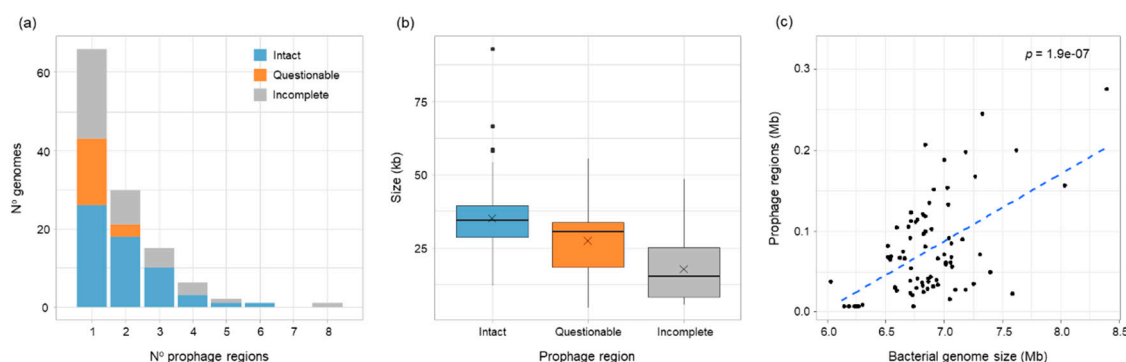 (a)
Nº genomes
60
40
20
0
Intact
Questionable
Incomplete
1 2 3 4 5 6 7 8
Nº prophage regions
(b)
Size (kb)
75
50
25
Intact Questionable Incomplete
Prophage region
(c)
Prophage regions (Mb)
0.3
0.2
0.1
0.0
p = 1.9e-07
6.0 6.5 7.0 7.5 8.0 8.5
Bacterial genome size (Mb)